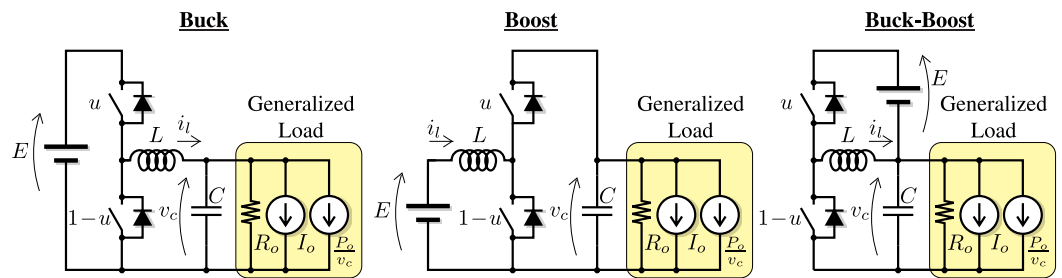 Buck
E
u
1−u
L
i_l
v_c
C
Generalized
Load
R_o
I_o
P_o/v_c
Boost
E
L
i_l
u
1−u
v_c
C
Generalized
Load
R_o
I_o
P_o/v_c
Buck-Boost
E
u
1−u
L
i_l
v_c
C
Generalized
Load
R_o
I_o
P_o/v_c